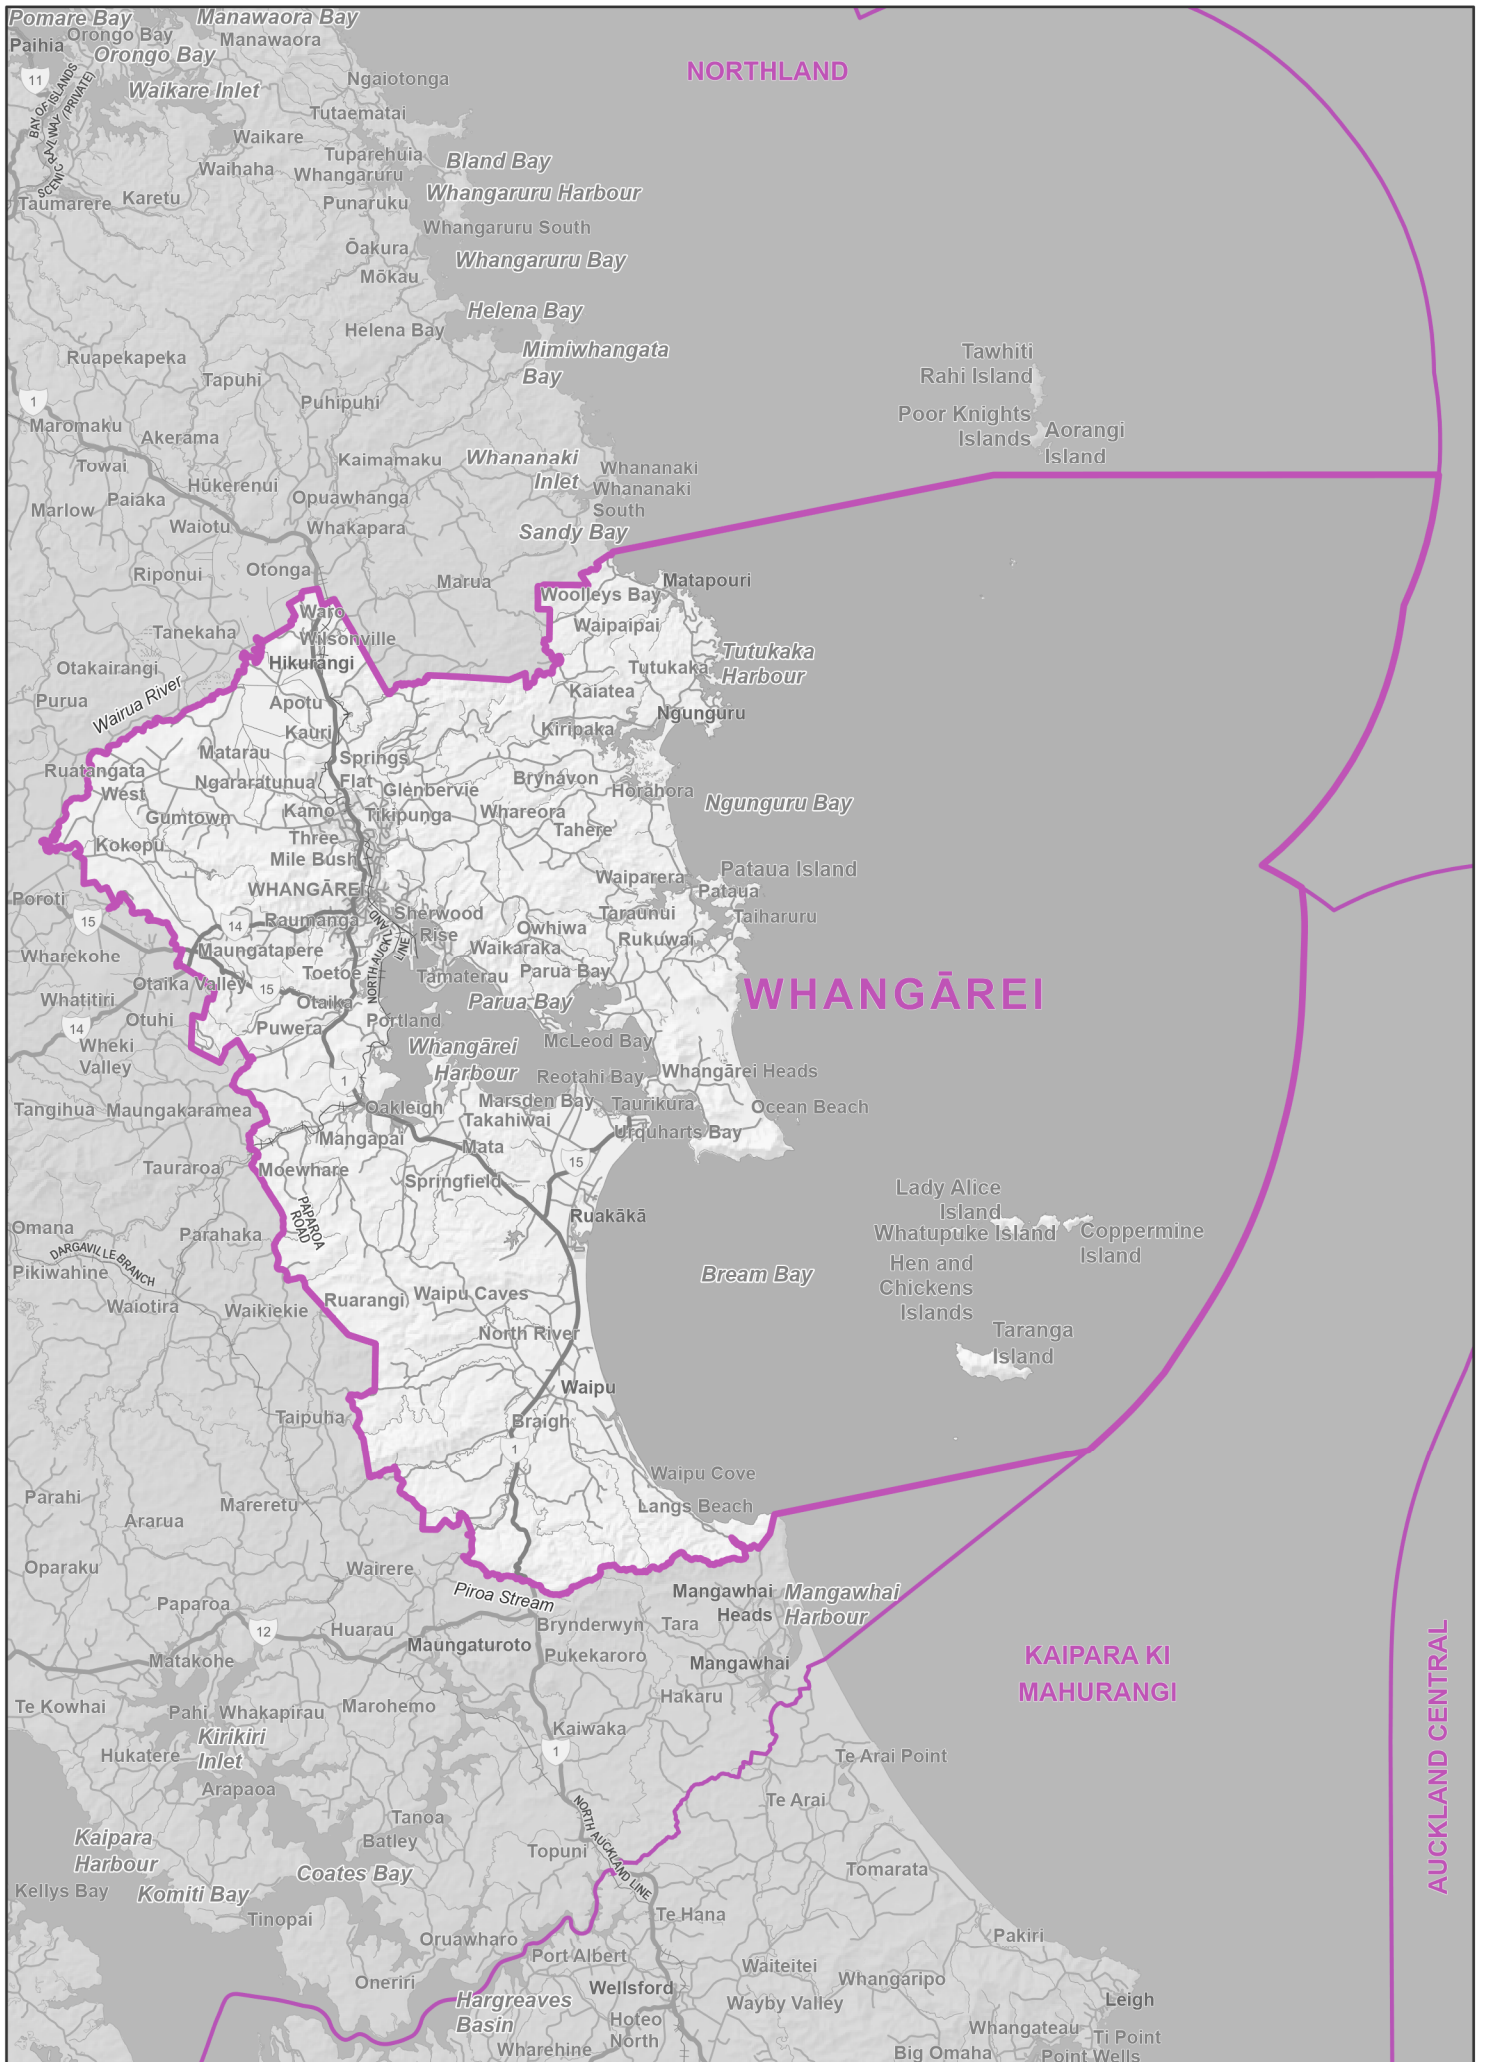 Pomare Bay
Manawaora Bay
Orongo Bay
Manawaora
Paihia
Orongo Bay
NORTHLAND
11
Ngaiotonga
Waikare Inlet
BAY OF ISLANDS
SCENIC RAILWAY
(PRIVATE)
Tutaematai
Waikare
Tuparehuia
Bland Bay
Waihaha
Whangaruru
Whangaruru Harbour
Taumarere
Karetu
Punaruku
Whangaruru South
Ōakura
Whangaruru Bay
Mōkau
Helena Bay
Helena Bay
Mimiwhangata
Bay
Ruapekapeka
Tapuhi
Tawhiti
Rahi Island
1
Puhipuhi
Poor Knights
Islands
Aorangi
Island
Maromaku
Akerama
Towai
Kaimamaku
Whananaki
Inlet
Whananaki
Whananaki
South
Hūkerenui
Paiaka
Opuawhanga
Marlow
Waiotu
Whakapara
Sandy Bay
Riponui
Otonga
Marua
Matapouri
Woolleys Bay
Waro
Waipaipai
Tanekaha
Wilsonville
Tutukaka
Harbour
Otakairangi
Hikurangi
Tutukaka
Purua
Wairua River
Apotu
Kaiatea
Ngunguru
Kauri
Kiripaka
Matarau
Springs
Flat
Ruatangata
West
Ngararatunua
Glenbervie
Brynavon
Horahora
Ngunguru Bay
Gumtown
Kamo
Tikipunga
Whareora
Tahere
Kokopu
Three
Mile Bush
WHANGĀREI
Waiparera
Pataua Island
Pataua
Poroti
15
14
Raumanga
Sherwood
Rise
Taraunui
Taiharuru
Owhiwa
Rukuwai
Wharekohe
Maungatapere
Waikaraka
NORTH AUCKLAND
LINE
Toetoe
Tamaterau
Parua Bay
Otaika Valley
15
WHANGĀREI
Whatitiri
Otaika
Parua Bay
Otuhi
Puwera
Portland
14
Wheki
Valley
Whangārei
Harbour
McLeod Bay
1
Reotahi Bay
Whangārei Heads
Tangihua
Maungakaramea
Oakleigh
Marsden Bay
Taurikura
Ocean Beach
Takahiwai
Mangapai
Mata
Urquharts Bay
Tauraroa
Moewhare
15
Springfield
Lady Alice
Island
PAPAROA
ROAD
Ruakākā
Omana
Parahaka
Whatupuke Island
Coppermine
Island
DARGAVILLE BRANCH
Pikiwahine
Bream Bay
Hen and
Chickens
Islands
Waiotira
Waikiekie
Ruarangi
Waipu Caves
North River
Taranga
Island
Waipu
Taipuha
Braigh
1
Waipu Cove
Parahi
Mareretu
Langs Beach
Ararua
Oparaku
Wairere
Piroa Stream
Mangawhai
Heads
Mangawhai
Harbour
Paparoa
12
Huarau
Brynderwyn
Tara
Maungaturoto
KAIPARA KI
MAHURANGI
AUCKLAND CENTRAL
Matakohe
Pukekaroro
Mangawhai
Te Kowhai
Pahi
Whakapirau
Marohemo
Hakaru
Kirikiri
Inlet
Kaiwaka
Hukatere
1
Te Arai Point
Arapaoa
Te Arai
Tanoa
Kaipara
Harbour
Batley
NORTH AUCKLAND LINE
Topuni
Coates Bay
Tomarata
Kellys Bay
Komiti Bay
Tinopai
Te Hana
Oruawharo
Pakiri
Port Albert
Waiteitei
Oneriri
Wellsford
Whangaripo
Hargreaves
Basin
Wayby Valley
Leigh
Hoteo
North
Whangateau
Ti Point
Wharehine
Big Omaha
Point Wells